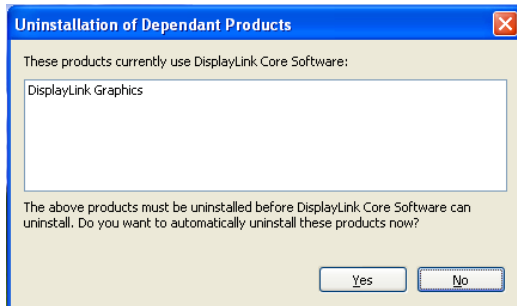 Uninstallation of Dependant Products
These products currently use DisplayLink Core Software:
DisplayLink Graphics
The above products must be uninstalled before DisplayLink Core Software can
uninstall. Do you want to automatically uninstall these products now?
Yes
No